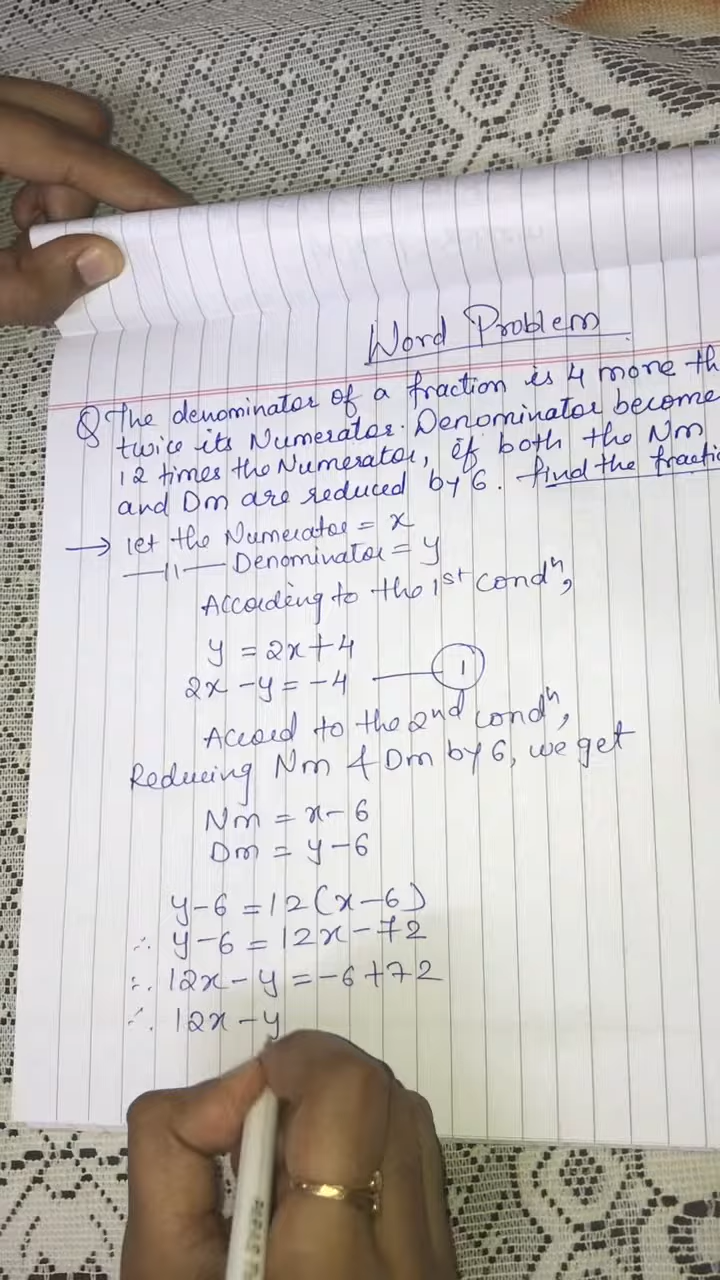 Word Problem
Q The denominator of a fraction is 4 more th
twice its Numerator. Denominator become
12 times the Numerator, if both the Nm
and Dm are reduced by 6. find the fractio
→ let the Numerator = x
—11— Denominator = y
According to the 1st condn,
y = 2x+4
2x - y = -4 — 1
Accord to the 2nd condn,
Reducing Nm & Dm by 6, we get
Nm = x-6
Dm = y-6
y-6 = 12(x-6)
∴ y-6 = 12x-72
∴ 12x-y = -6+72
∴ 12x-y